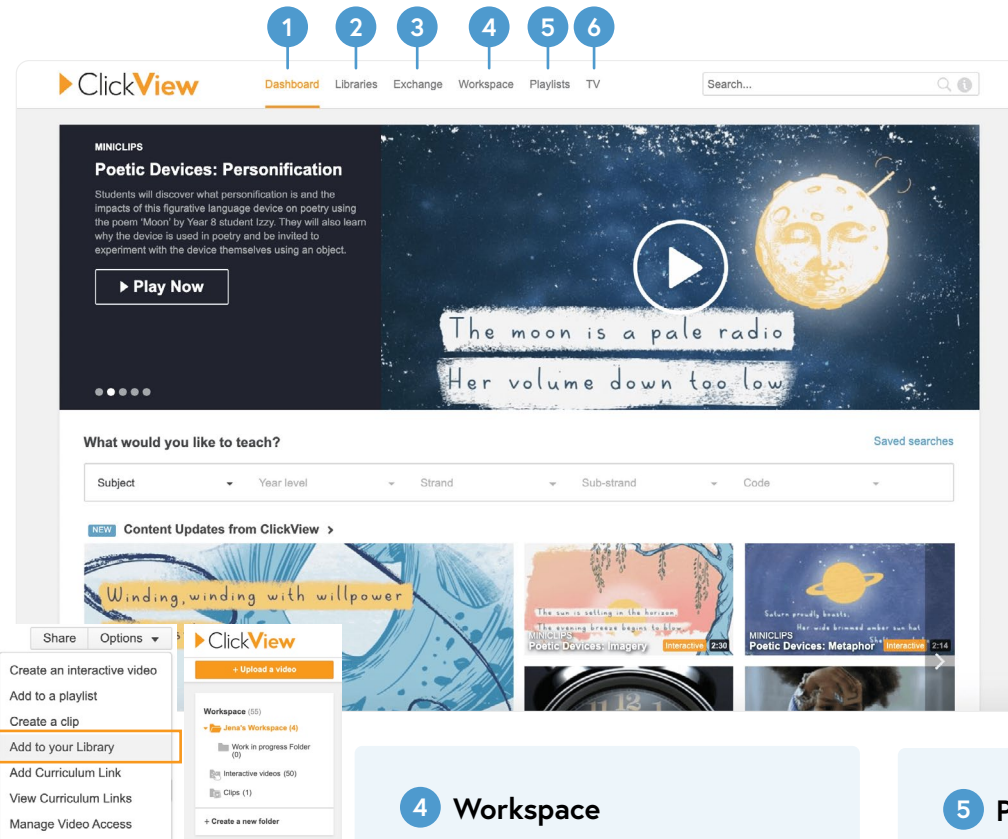 1 2 3 4 5 6
ClickView Dashboard Libraries Exchange Workspace Playlists TV Search...
MINICLIPS
Poetic Devices: Personification
Students will discover what personification is and the
impacts of this figurative language device on poetry using
the poem 'Moon' by Year 8 student Izzy. They will also learn
why the device is used in poetry and be invited to
experiment with the device themselves using an object.
Play Now
The moon is a pale radio
Her volume down too low
What would you like to teach? Saved searches
Subject Year level Strand Sub-strand Code
NEW Content Updates from ClickView >
Winding, winding with willpower
The sun is setting in the horizon
The evening breeze begins to blow
MINICLIPS
Poetic Devices: Imagery Interactive 2:30
Saturn proudly boasts,
Her wide brimmed amber sun hat
MINICLIPS
Poetic Devices: Metaphor Interactive 2:14
Share Options
Create an interactive video
Add to a playlist
Create a clip
Add to your Library
Add Curriculum Link
View Curriculum Links
Manage Video Access
ClickView
+ Upload a video
Workspace (55)
Jena's Workspace (4)
Work in progress Folder
(0)
Interactive videos (50)
Clips (1)
+ Create a new folder
4 Workspace
5 P